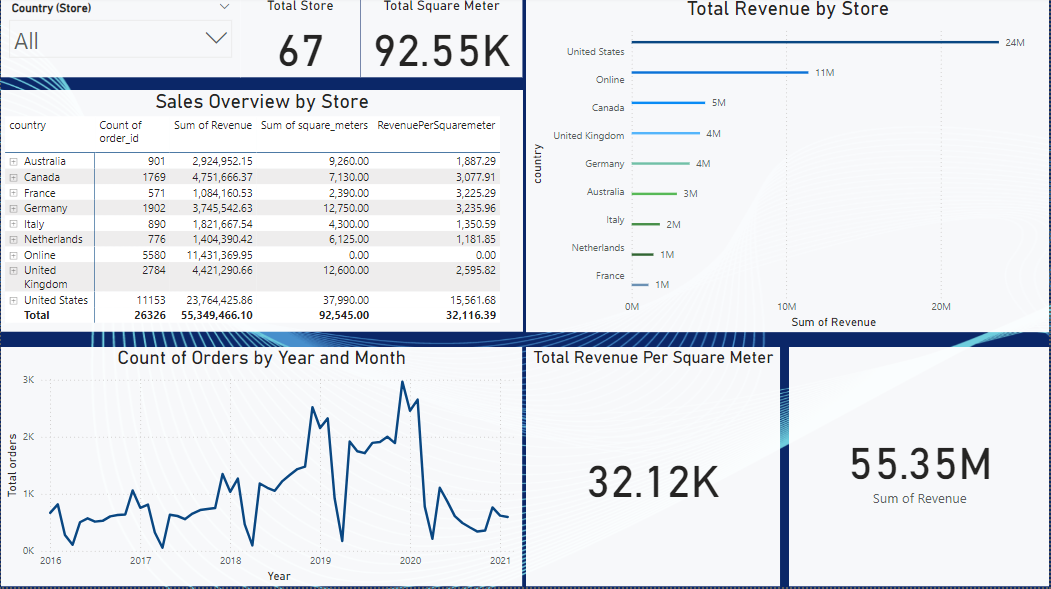 Country (Store)
All
Total Store
67
Total Square Meter
92.55K
Sales Overview by Store
country Count of order_id Sum of Revenue Sum of square_meters RevenuePerSquaremeter
Australia 901 2,924,952.15 9,260.00 1,887.29
Canada 1769 4,751,666.37 7,130.00 3,077.91
France 571 1,084,160.53 2,390.00 3,225.29
Germany 1902 3,745,542.63 12,750.00 3,235.96
Italy 890 1,821,667.54 4,300.00 1,350.59
Netherlands 776 1,404,390.42 6,125.00 1,181.85
Online 5580 11,431,369.95 0.00 0.00
United Kingdom 2784 4,421,290.66 12,600.00 2,595.82
United States 11153 23,764,425.86 37,990.00 15,561.68
Total 26326 55,349,466.10 92,545.00 32,116.39
Total Revenue by Store
country
United States 24M
Online 11M
Canada 5M
United Kingdom 4M
Germany 4M
Australia 3M
Italy 2M
Netherlands 1M
France 1M
0M 10M 20M
Sum of Revenue
Count of Orders by Year and Month
Total orders
3K
2K
1K
0K
2016 2017 2018 2019 2020 2021
Year
Total Revenue Per Square Meter
32.12K
55.35M
Sum of Revenue